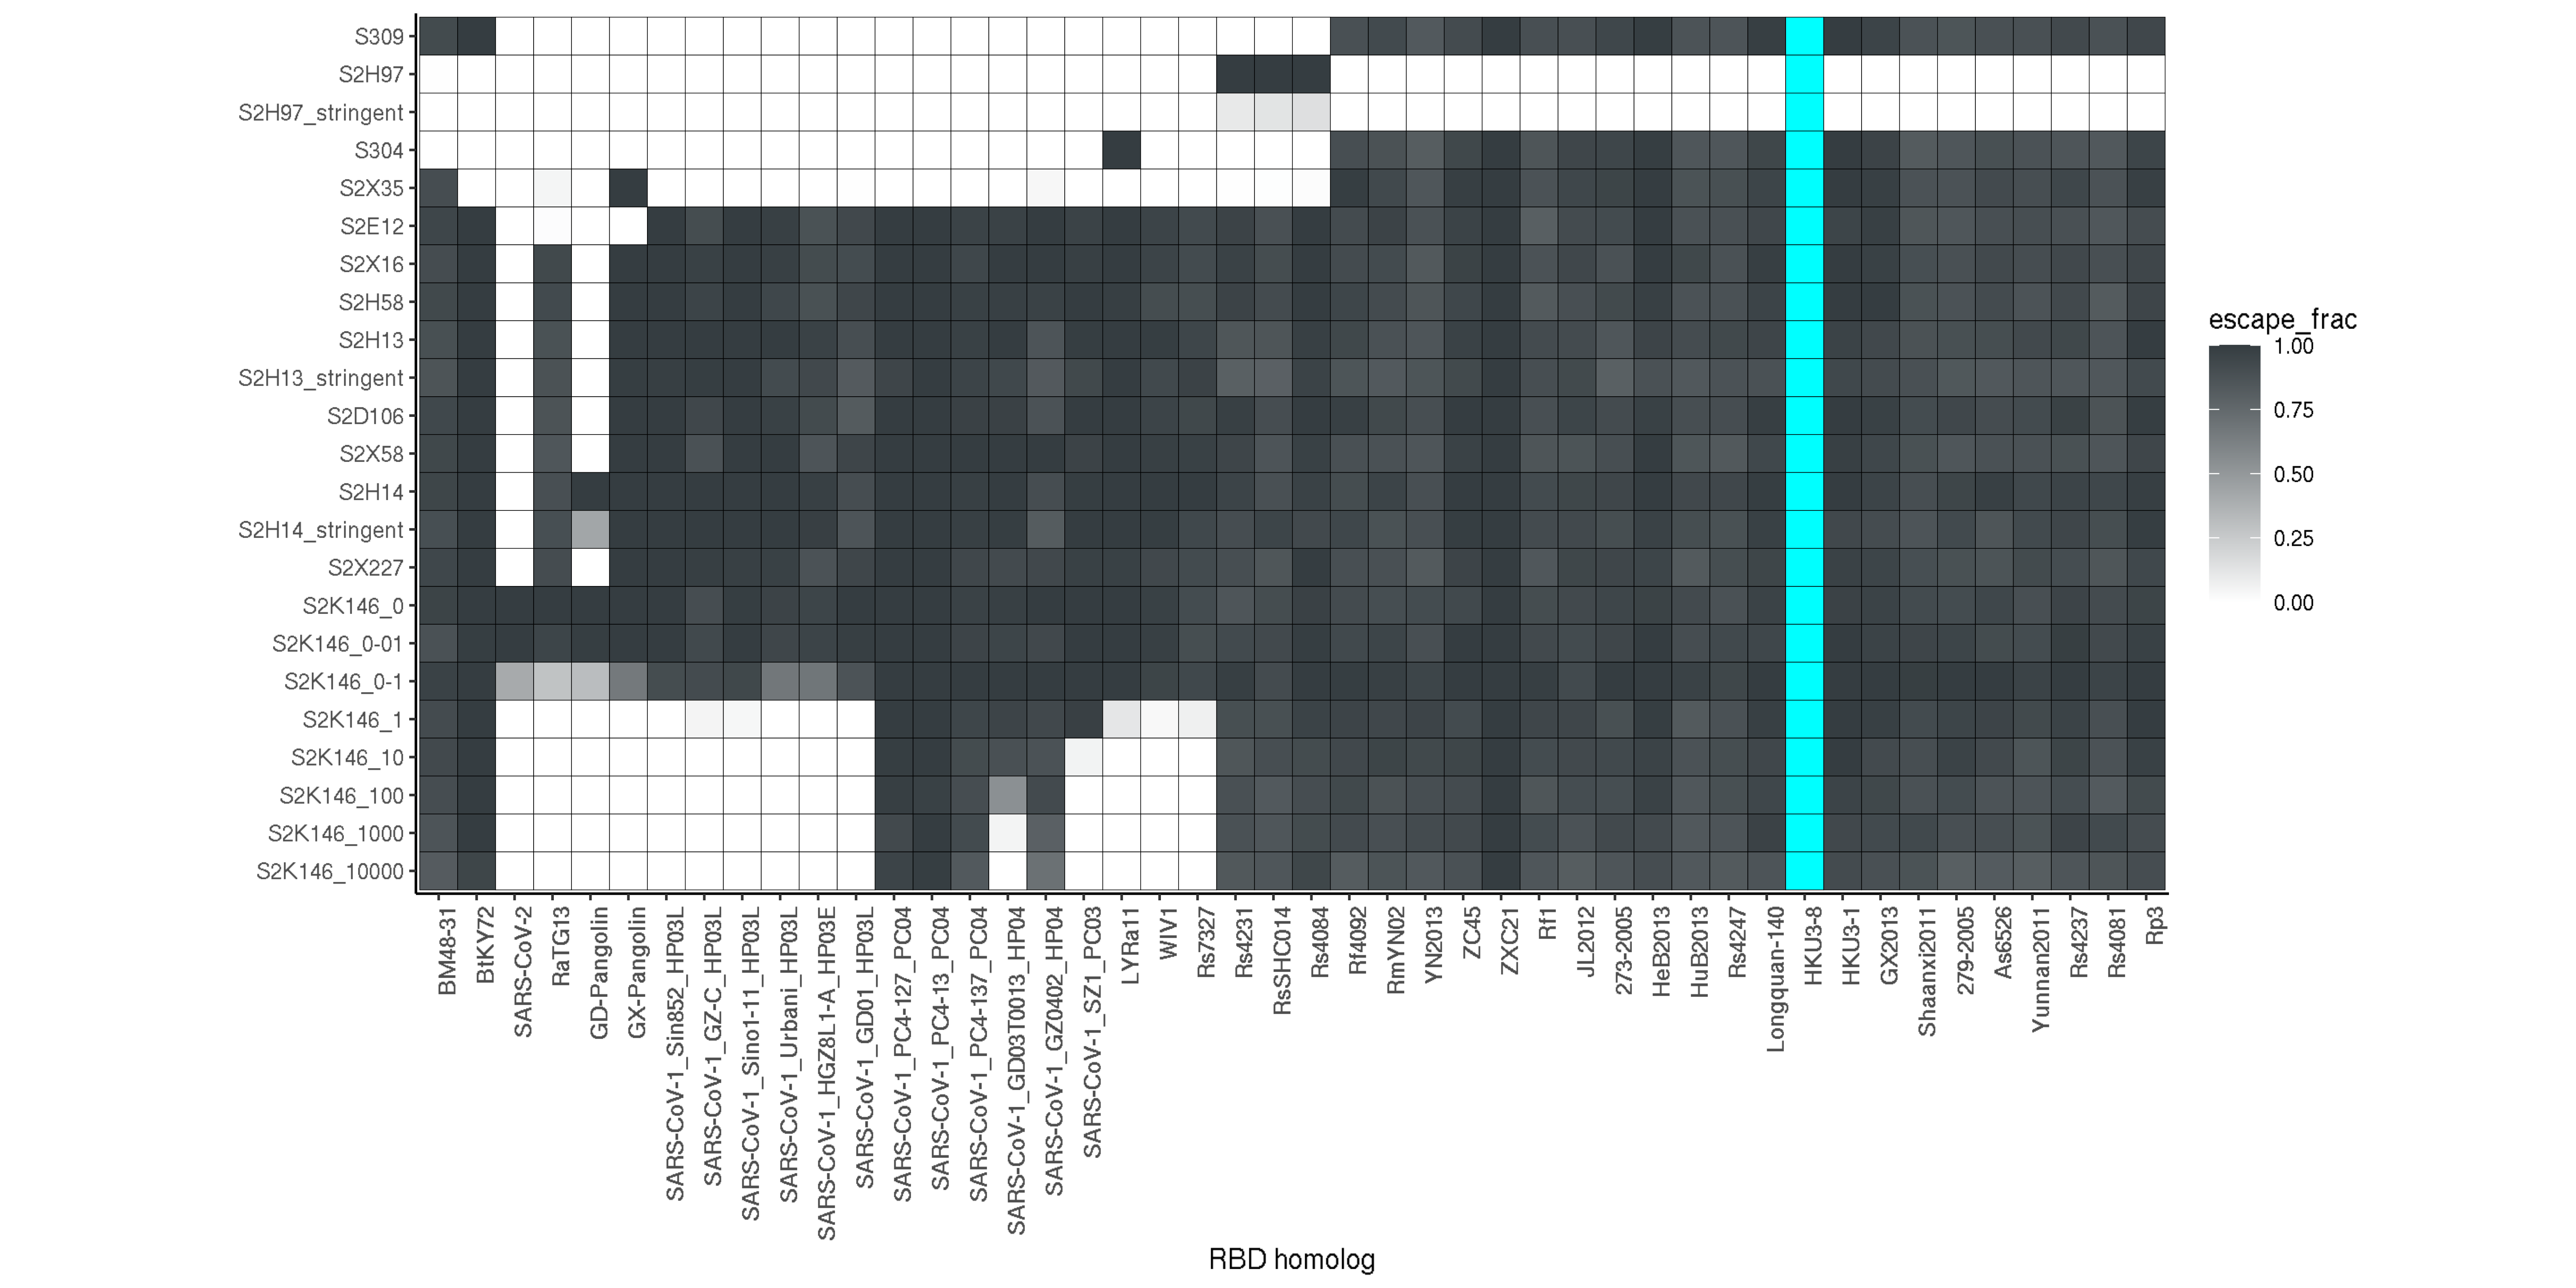 S309
S2H97
S2H97_stringent
S304
S2X35
S2E12
S2X16
S2H58
S2H13
S2H13_stringent
S2D106
S2X58
S2H14
S2H14_stringent
S2X227
S2K146_0
S2K146_0-01
S2K146_0-1
S2K146_1
S2K146_10
S2K146_100
S2K146_1000
S2K146_10000
BM48-31
BtKY72
SARS-CoV-2
RaTG13
GD-Pangolin
GX-Pangolin
SARS-CoV-1_Sin852_HP03L
SARS-CoV-1_GZ-C_HP03L
SARS-CoV-1_Sino1-11_HP03L
SARS-CoV-1_Urbani_HP03L
SARS-CoV-1_HGZ8L1-A_HP03E
SARS-CoV-1_GD01_HP03L
SARS-CoV-1_PC4-127_PC04
SARS-CoV-1_PC4-13_PC04
SARS-CoV-1_PC4-137_PC04
SARS-CoV-1_GD03T0013_HP04
SARS-CoV-1_GZ0402_HP04
SARS-CoV-1_SZ1_PC03
LYRa11
WIV1
Rs7327
Rs4231
RsSHC014
Rs4084
Rf4092
RmYN02
YN2013
ZC45
ZXC21
Rf1
JL2012
273-2005
HeB2013
HuB2013
Rs4247
Longquan-140
HKU3-8
HKU3-1
GX2013
Shaanxi2011
279-2005
As6526
Yunnan2011
Rs4237
Rs4081
Rp3
RBD homolog
escape_frac
1.00
0.75
0.50
0.25
0.00